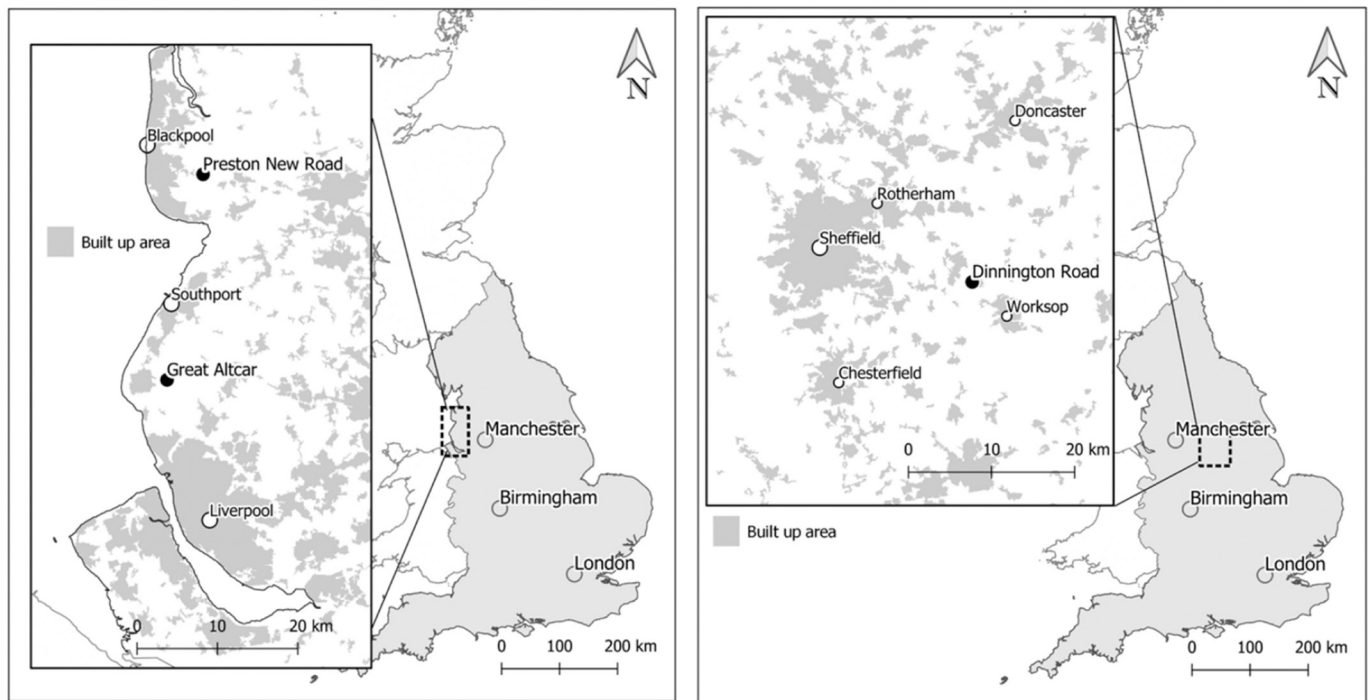 N
Blackpool
Preston New Road
Built up area
Southport
Great Altcar
Manchester
Birmingham
Liverpool
London
0 10 20 km
0 100 200 km
N
Doncaster
Rotherham
Sheffield
Dinnington Road
Worksop
Chesterfield
0 10 20 km
Manchester
Birmingham
Built up area
London
0 100 200 km